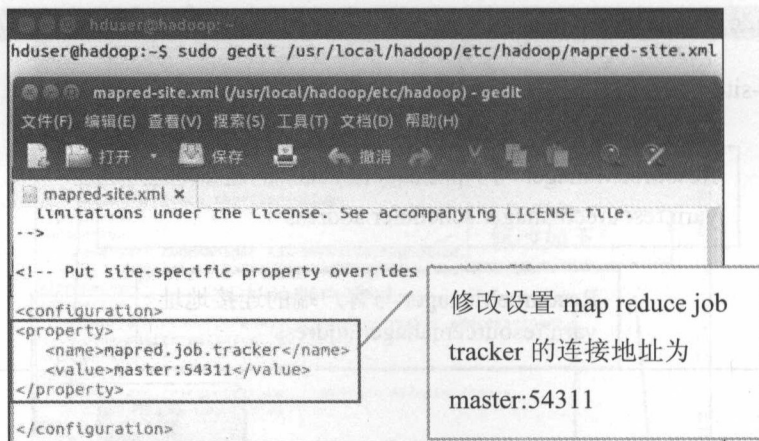 hduser@hadoop: ~
hduser@hadoop:~$ sudo gedit /usr/local/hadoop/etc/hadoop/mapred-site.xml
mapred-site.xml (/usr/local/hadoop/etc/hadoop) - gedit
文件(F) 编辑(E) 查看(V) 搜索(S) 工具(T) 文档(D) 帮助(H)
打开 保存 撤消
mapred-site.xml ×
limitations under the License. See accompanying LICENSE file.
-->
<!-- Put site-specific property overrides
<configuration>
<property>
<name>mapred.job.tracker</name>
<value>master:54311</value>
</property>
</configuration>
修改设置 map reduce job
tracker 的连接地址为
master:54311